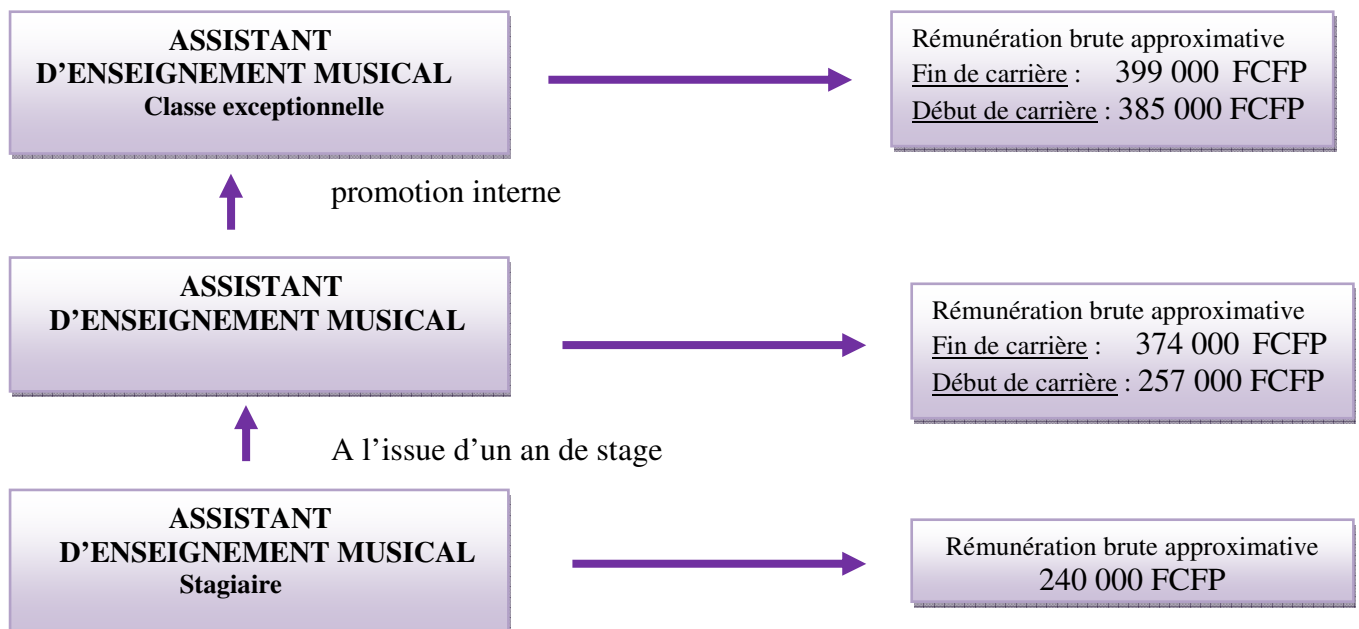 ASSISTANT
D’ENSEIGNEMENT MUSICAL
Classe exceptionnelle
Rémunération brute approximative
Fin de carrière : 399 000 FCFP
Début de carrière : 385 000 FCFP
promotion interne
ASSISTANT
D’ENSEIGNEMENT MUSICAL
Rémunération brute approximative
Fin de carrière : 374 000 FCFP
Début de carrière : 257 000 FCFP
A l’issue d’un an de stage
ASSISTANT
D’ENSEIGNEMENT MUSICAL
Stagiaire
Rémunération brute approximative
240 000 FCFP